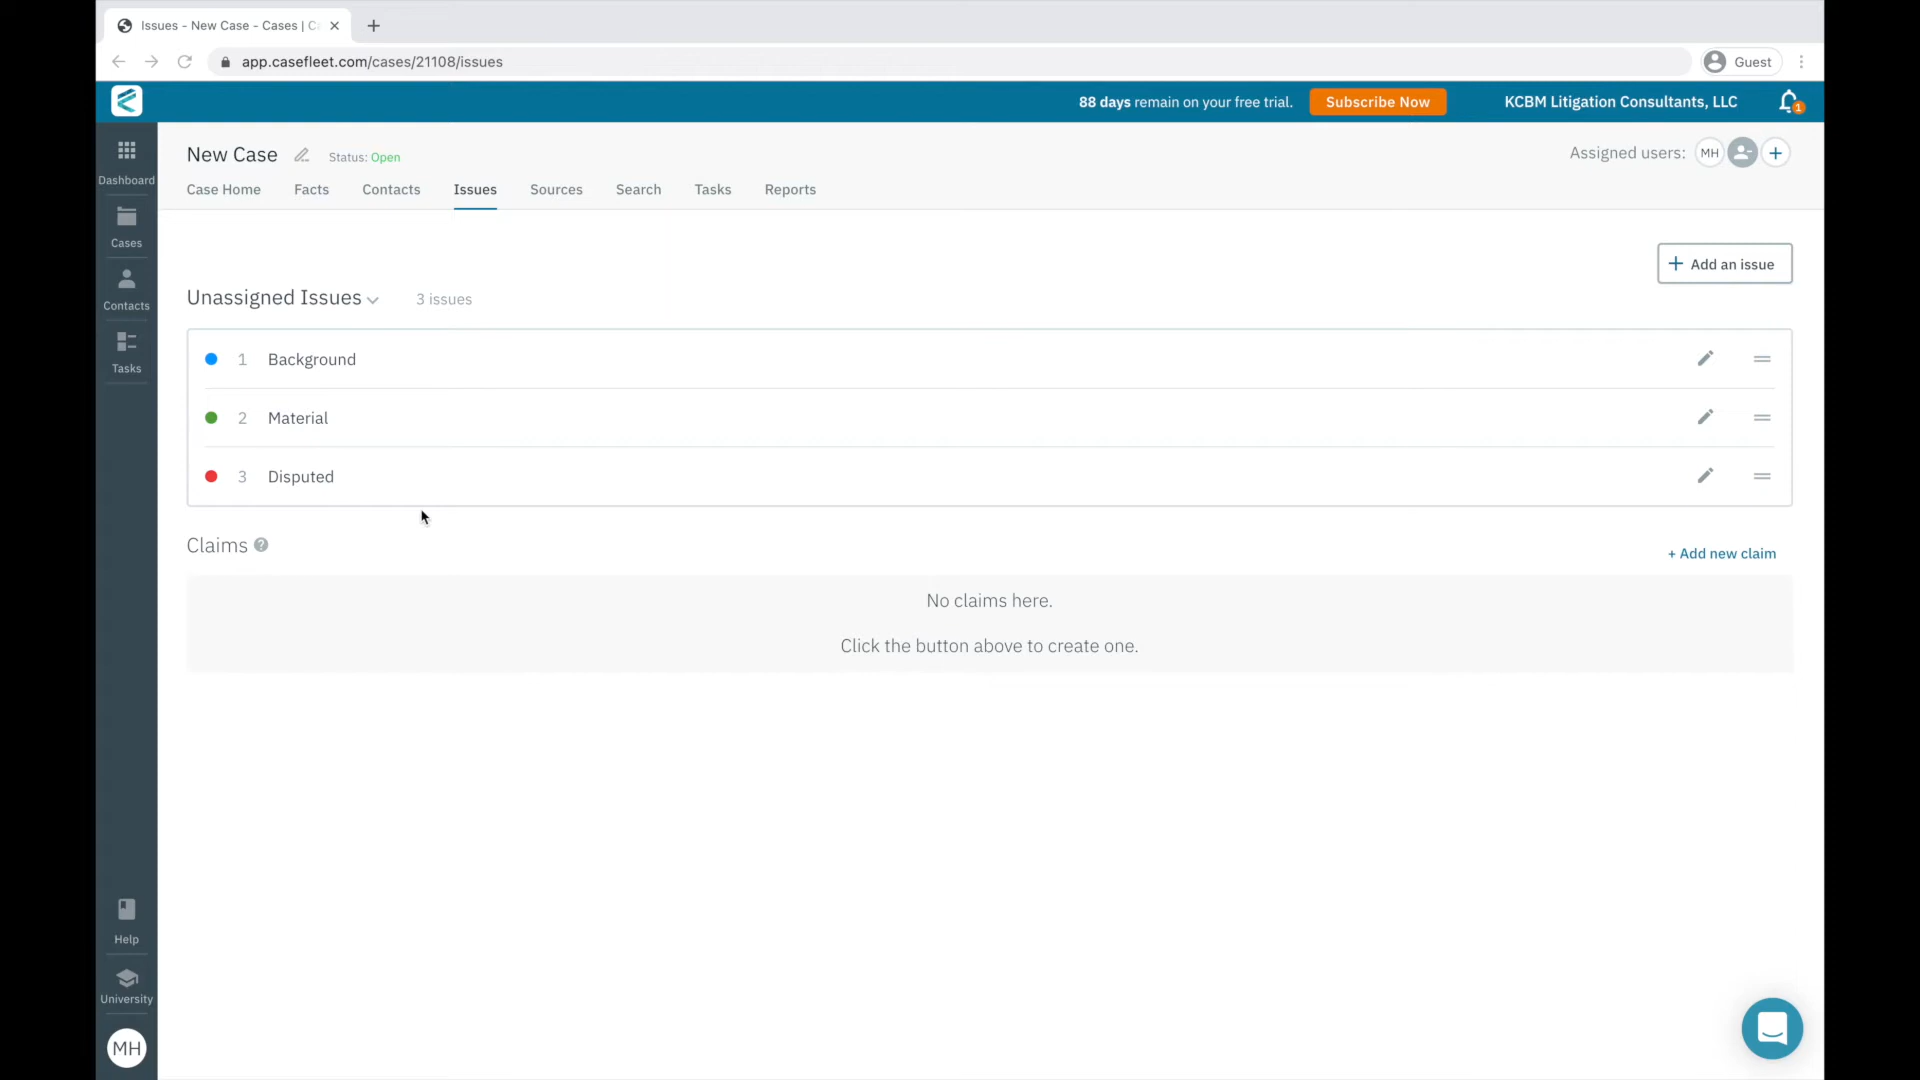 Issues - New Case - Cases | C
app.casefleet.com/cases/21108/issues
Guest
88 days remain on your free trial.
Subscribe Now
KCBM Litigation Consultants, LLC
1
Dashboard
Cases
Contacts
Tasks
Help
University
MH
New Case
Status: Open
Assigned users:
MH
Case Home
Facts
Contacts
Issues
Sources
Search
Tasks
Reports
+ Add an issue
Unassigned Issues
3 issues
1 Background
2 Material
3 Disputed
Claims ?
+ Add new claim
No claims here.
Click the button above to create one.